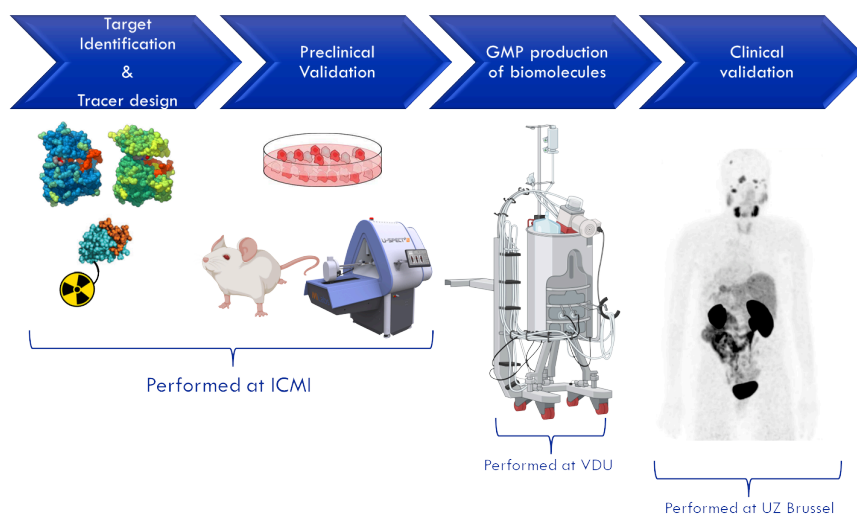 Target
Identification
&
Tracer design
Preclinical
Validation
GMP production
of biomolecules
Clinical
validation
U-SPECT
Performed at ICMI
Performed at VDU
Performed at UZ Brussel